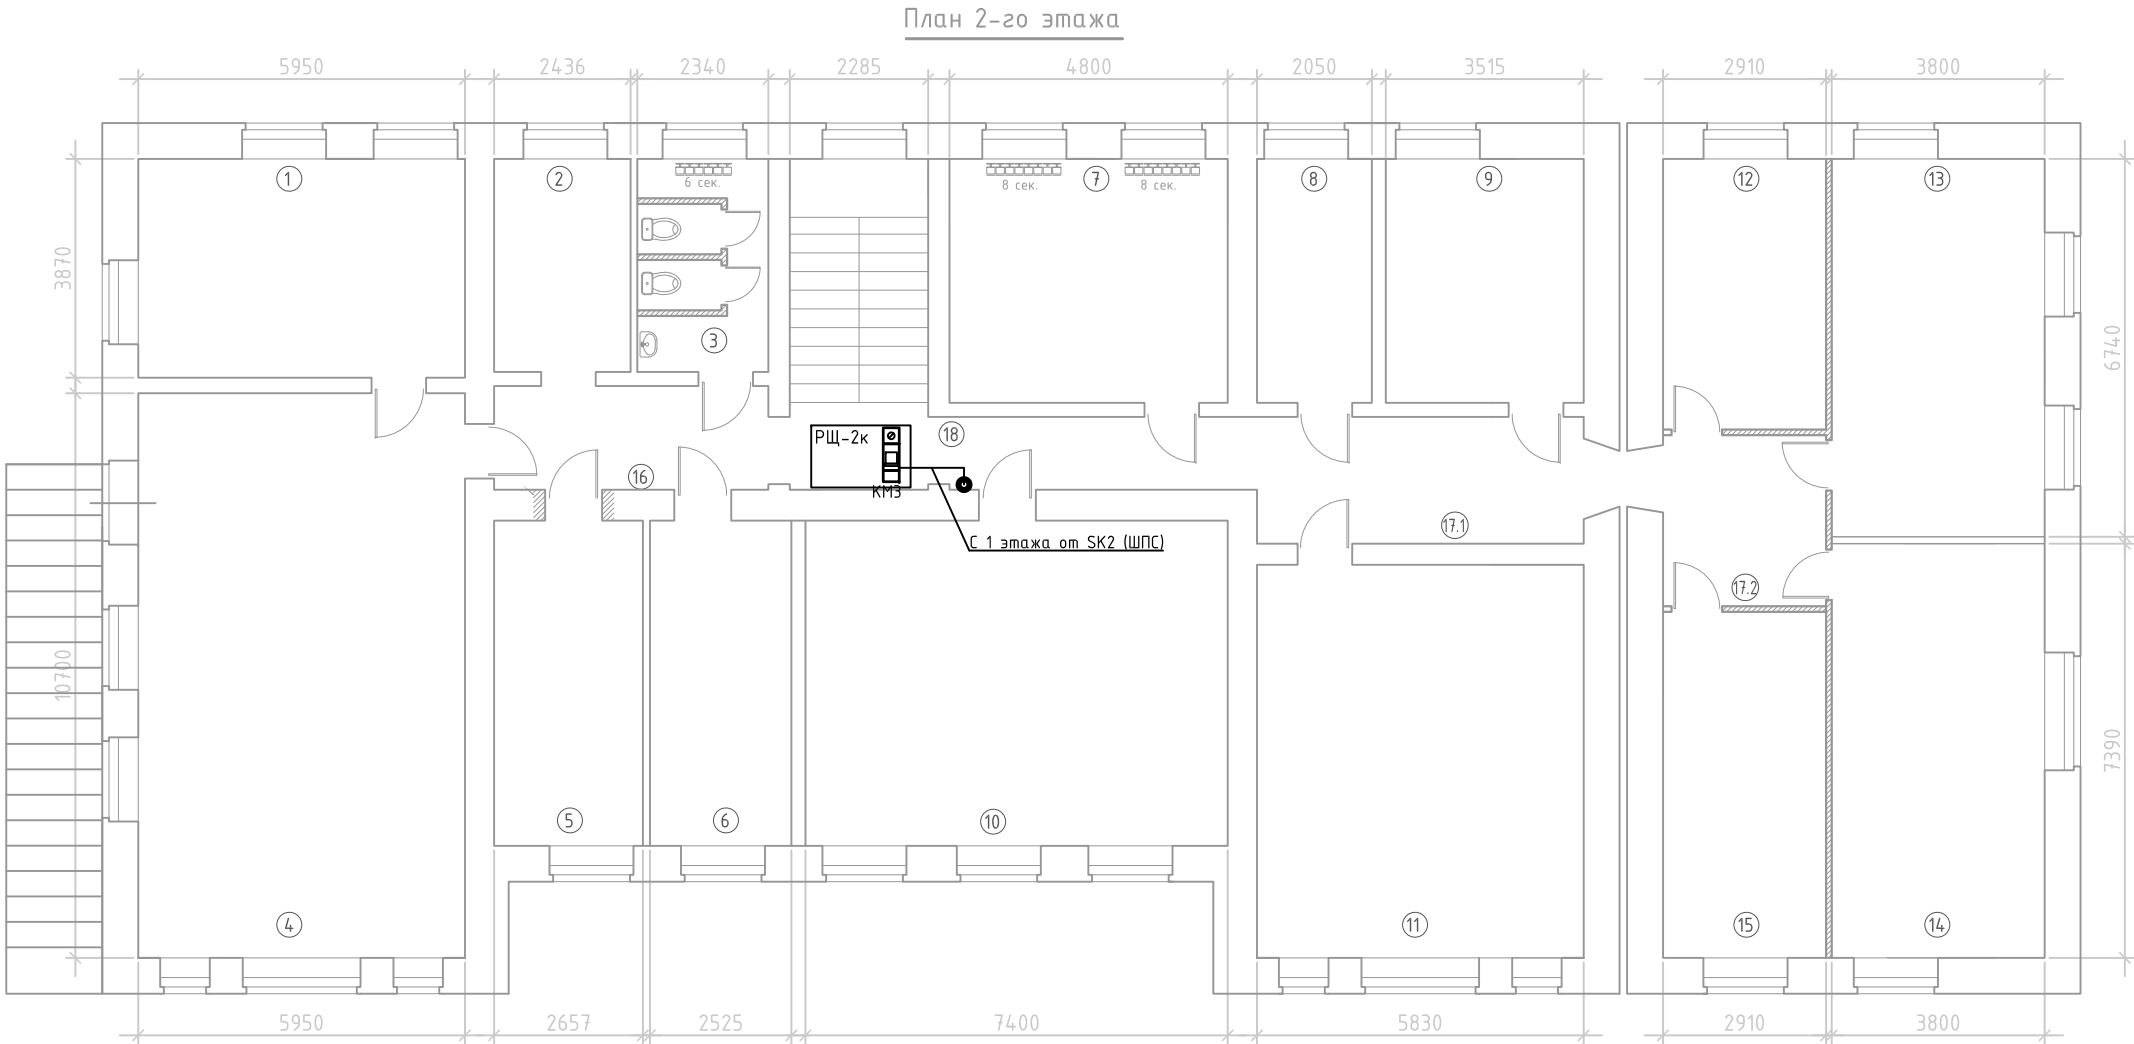 План 2-го этажа
5950 2436 2340 2285 4800 2050 3515 2910 3800
1 2 6 сек. 8 сек. 7 8 сек. 8 9 12 13
3870
3
6740
РЩ-2к 18
16
КМ3
17.1
С 1 этажа от SK2 (ШПС)
17.2
10700
7390
5 6 10
4 11 15 14
5950 2657 2525 7400 5830 2910 3800